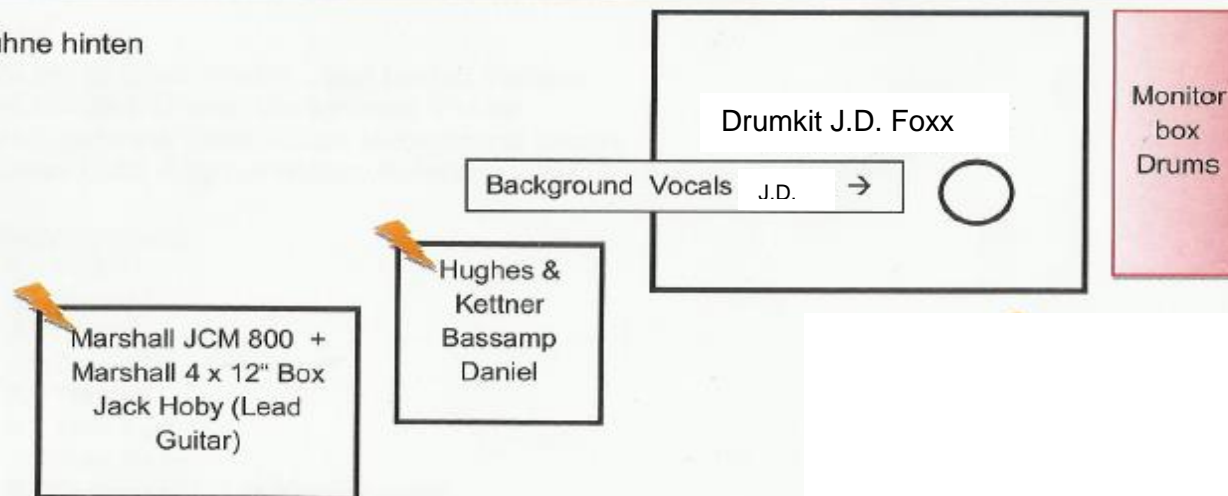 ühne hinten
Drumkit J.D. Foxx
Monitor
box
Drums
Background Vocals J.D. →
Hughes &
Kettner
Bassamp
Daniel
Marshall JCM 800 +
Marshall 4 x 12“ Box
Jack Hoby (Lead
Guitar)